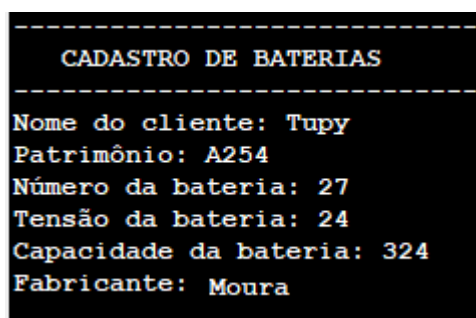 ------------------------------
CADASTRO DE BATERIAS
------------------------------
Nome do cliente: Tupy
Patrimônio: A254
Número da bateria: 27
Tensão da bateria: 24
Capacidade da bateria: 324
Fabricante: Moura